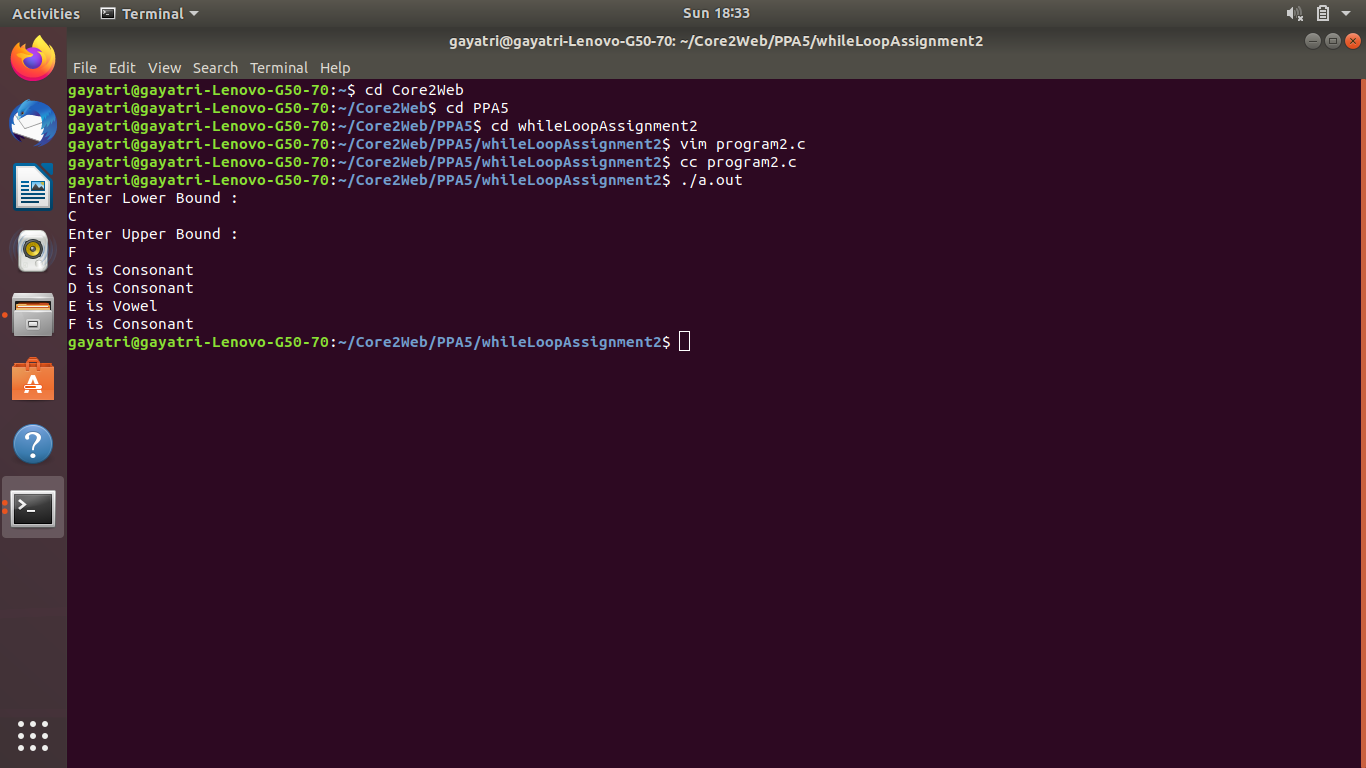 Activities Terminal Sun 18:33
gayatri@gayatri-Lenovo-G50-70: ~/Core2Web/PPA5/whileLoopAssignment2
File Edit View Search Terminal Help
gayatri@gayatri-Lenovo-G50-70:~$ cd Core2Web
gayatri@gayatri-Lenovo-G50-70:~/Core2Web$ cd PPA5
gayatri@gayatri-Lenovo-G50-70:~/Core2Web/PPA5$ cd whileLoopAssignment2
gayatri@gayatri-Lenovo-G50-70:~/Core2Web/PPA5/whileLoopAssignment2$ vim program2.c
gayatri@gayatri-Lenovo-G50-70:~/Core2Web/PPA5/whileLoopAssignment2$ cc program2.c
gayatri@gayatri-Lenovo-G50-70:~/Core2Web/PPA5/whileLoopAssignment2$ ./a.out
Enter Lower Bound :
C
Enter Upper Bound :
F
C is Consonant
D is Consonant
E is Vowel
F is Consonant
gayatri@gayatri-Lenovo-G50-70:~/Core2Web/PPA5/whileLoopAssignment2$